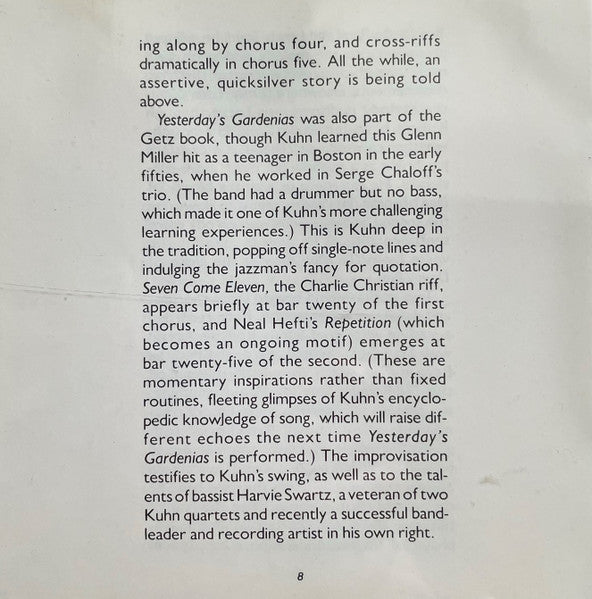 ing along by chorus four, and cross-riffs
dramatically in chorus five. All the while, an
assertive, quicksilver story is being told
above.
Yesterday's Gardenias was also part of the
Getz book, though Kuhn learned this Glenn
Miller hit as a teenager in Boston in the early
fifties, when he worked in Serge Chaloff's
trio. (The band had a drummer but no bass,
which made it one of Kuhn's more challenging
learning experiences.) This is Kuhn deep in
the tradition, popping off single-note lines and
indulging the jazzman's fancy for quotation.
Seven Come Eleven, the Charlie Christian riff,
appears briefly at bar twenty of the first
chorus, and Neal Hefti's Repetition (which
becomes an ongoing motif) emerges at
bar twenty-five of the second. (These are
momentary inspirations rather than fixed
routines, fleeting glimpses of Kuhn's encyclo-
pedic knowledge of song, which will raise dif-
ferent echoes the next time Yesterday's
Gardenias is performed.) The improvisation
testifies to Kuhn's swing, as well as to the tal-
ents of bassist Harvie Swartz, a veteran of two
Kuhn quartets and recently a successful band-
leader and recording artist in his own right.
8